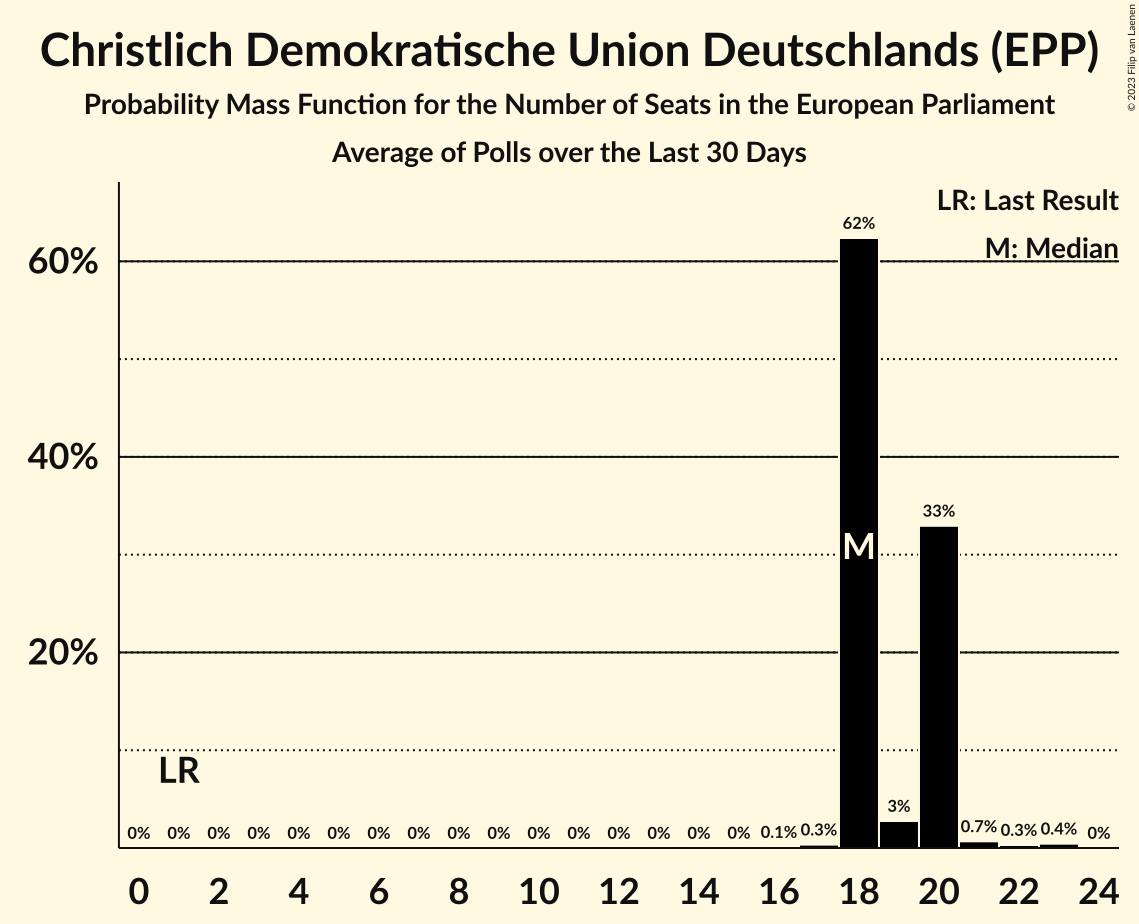 Christlich Demokratische Union Deutschlands (EPP)
Probability Mass Function for the Number of Seats in the European Parliament
Average of Polls over the Last 30 Days
© 2023 Filip van Laenen
LR: Last Result
M: Median
60%
40%
20%
62%
33%
M
LR
0% 0% 0% 0% 0% 0% 0% 0% 0% 0% 0% 0% 0% 0% 0% 0% 0.1% 0.3% 3% 0.7% 0.3% 0.4% 0%
0 2 4 6 8 10 12 14 16 18 20 22 24